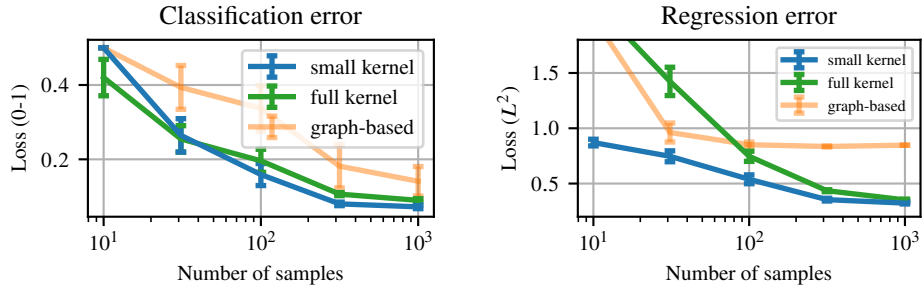 Classification error
Loss (0-1)
0.4
0.2
small kernel
full kernel
graph-based
10^1
10^2
10^3
Number of samples
Regression error
Loss (L^2)
1.5
1.0
0.5
small kernel
full kernel
graph-based
10^1
10^2
10^3
Number of samples